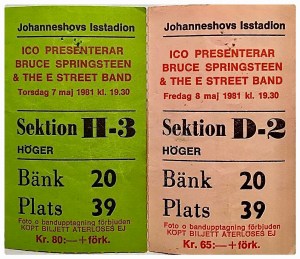 Johanneshovs Isstadion
ICO PRESENTERAR
BRUCE SPRINGSTEEN
& THE E STREET BAND
Torsdag 7 maj 1981 kl. 19.30
Sektion H-3
HÖGER
Bänk 20
Plats 39
Foto o bandupptagning förbjuden
KÖPT BILJETT ÅTERLÖSES EJ
Kr. 80:—+förk.
Johanneshovs Isstadion
ICO PRESENTERAR
BRUCE SPRINGSTEEN
& THE E STREET BAND
Fredag 8 maj 1981 kl. 19.30
Sektion D-2
HÖGER
Bänk 20
Plats 39
Foto o bandupptagning förbjuden
KÖPT BILJETT ÅTERLÖSES EJ
Kr. 65:—+förk.